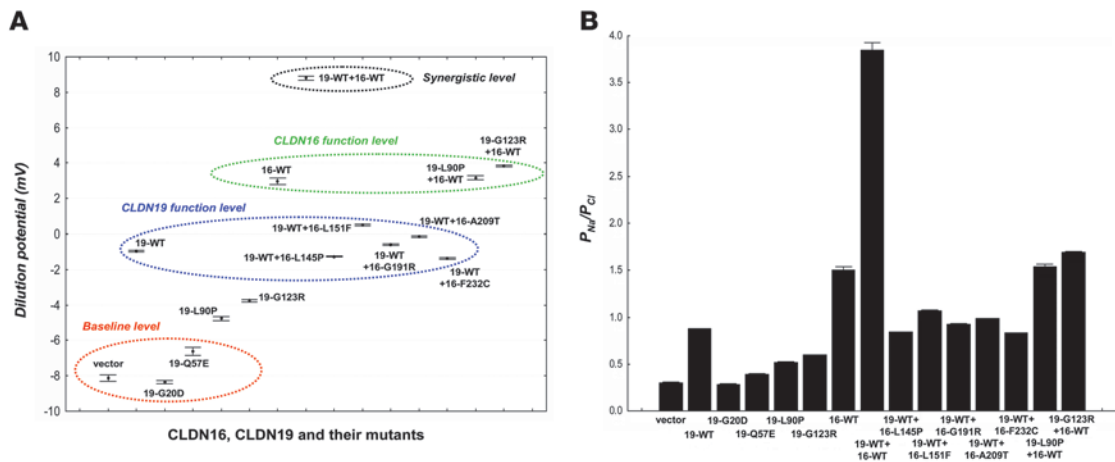 A
B
10
8
6
4
2
0
-2
-4
-6
-8
-10
Dilution potential (mV)
19-WT+16-WT
Synergistic level
CLDN16 function level
16-WT
19-G123R
+16-WT
19-L90P
+16-WT
CLDN19 function level
19-WT
19-WT+16-L151F
19-WT+16-A209T
19-WT+16-L145P
19-WT
+16-G191R
19-WT
+16-F232C
19-L90P
19-G123R
Baseline level
vector
19-Q57E
19-G20D
CLDN16, CLDN19 and their mutants
4.0
3.5
3.0
2.5
2.0
1.5
1.0
0.5
0.0
PNa/PCl
vector
19-WT
19-G20D
19-Q57E
19-L90P
19-G123R
16-WT
19-WT+
16-WT
19-WT+
16-L145P
19-WT+
16-L151F
19-WT+
16-G191R
19-WT+
16-A209T
19-WT+
16-F232C
19-L90P
+16-WT
19-G123R
+16-WT